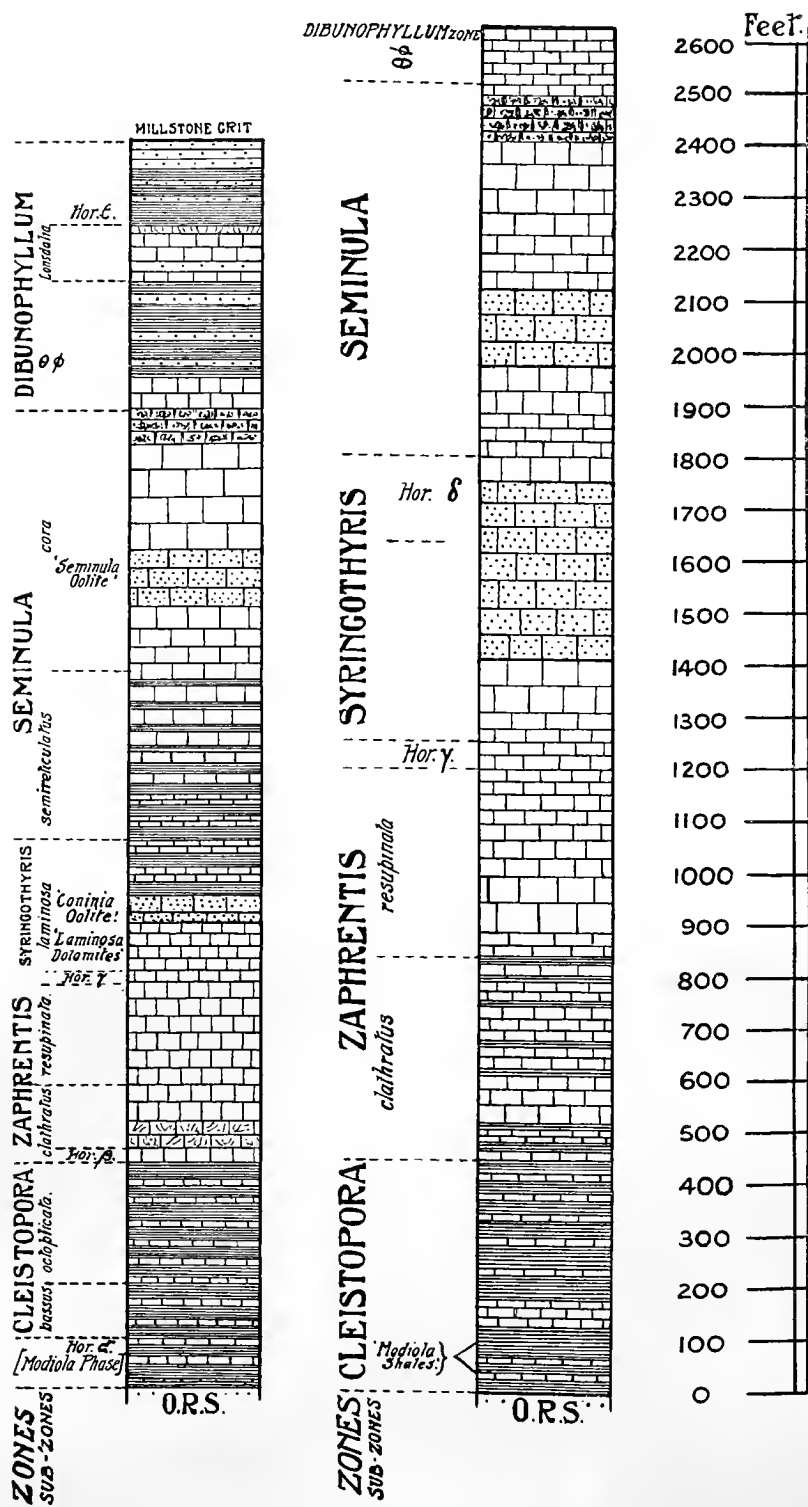 MILLSTONE GRIT
DIBUNOPHYLLUM
Hor. ε.
Lonsdalia
θφ
SEMINULA
cora
'Seminula
Oolite'
semireticulatus
SYRINGOTHYRIS
laminosa
'Caninia
Oolite'
'Laminosa
Dolomites'
Hor. γ
ZAPHRENTIS
resupinata.
clathratus
Hor. β.
CLEISTOPORA
octoplicata.
bassus
Hor. α.
[Modiola Phase]
ZONES
SUB-ZONES
O.R.S.
DIBUNOPHYLLUM ZONE
θφ
SEMINULA
SYRINGOTHYRIS
Hor. δ
Hor. γ.
ZAPHRENTIS
resupinata
clathratus
CLEISTOPORA
'Modiola
Shales.'
ZONES
SUB-ZONES
O.R.S.
Feet.
2600
2500
2400
2300
2200
2100
2000
1900
1800
1700
1600
1500
1400
1300
1200
1100
1000
900
800
700
600
500
400
300
200
100
0